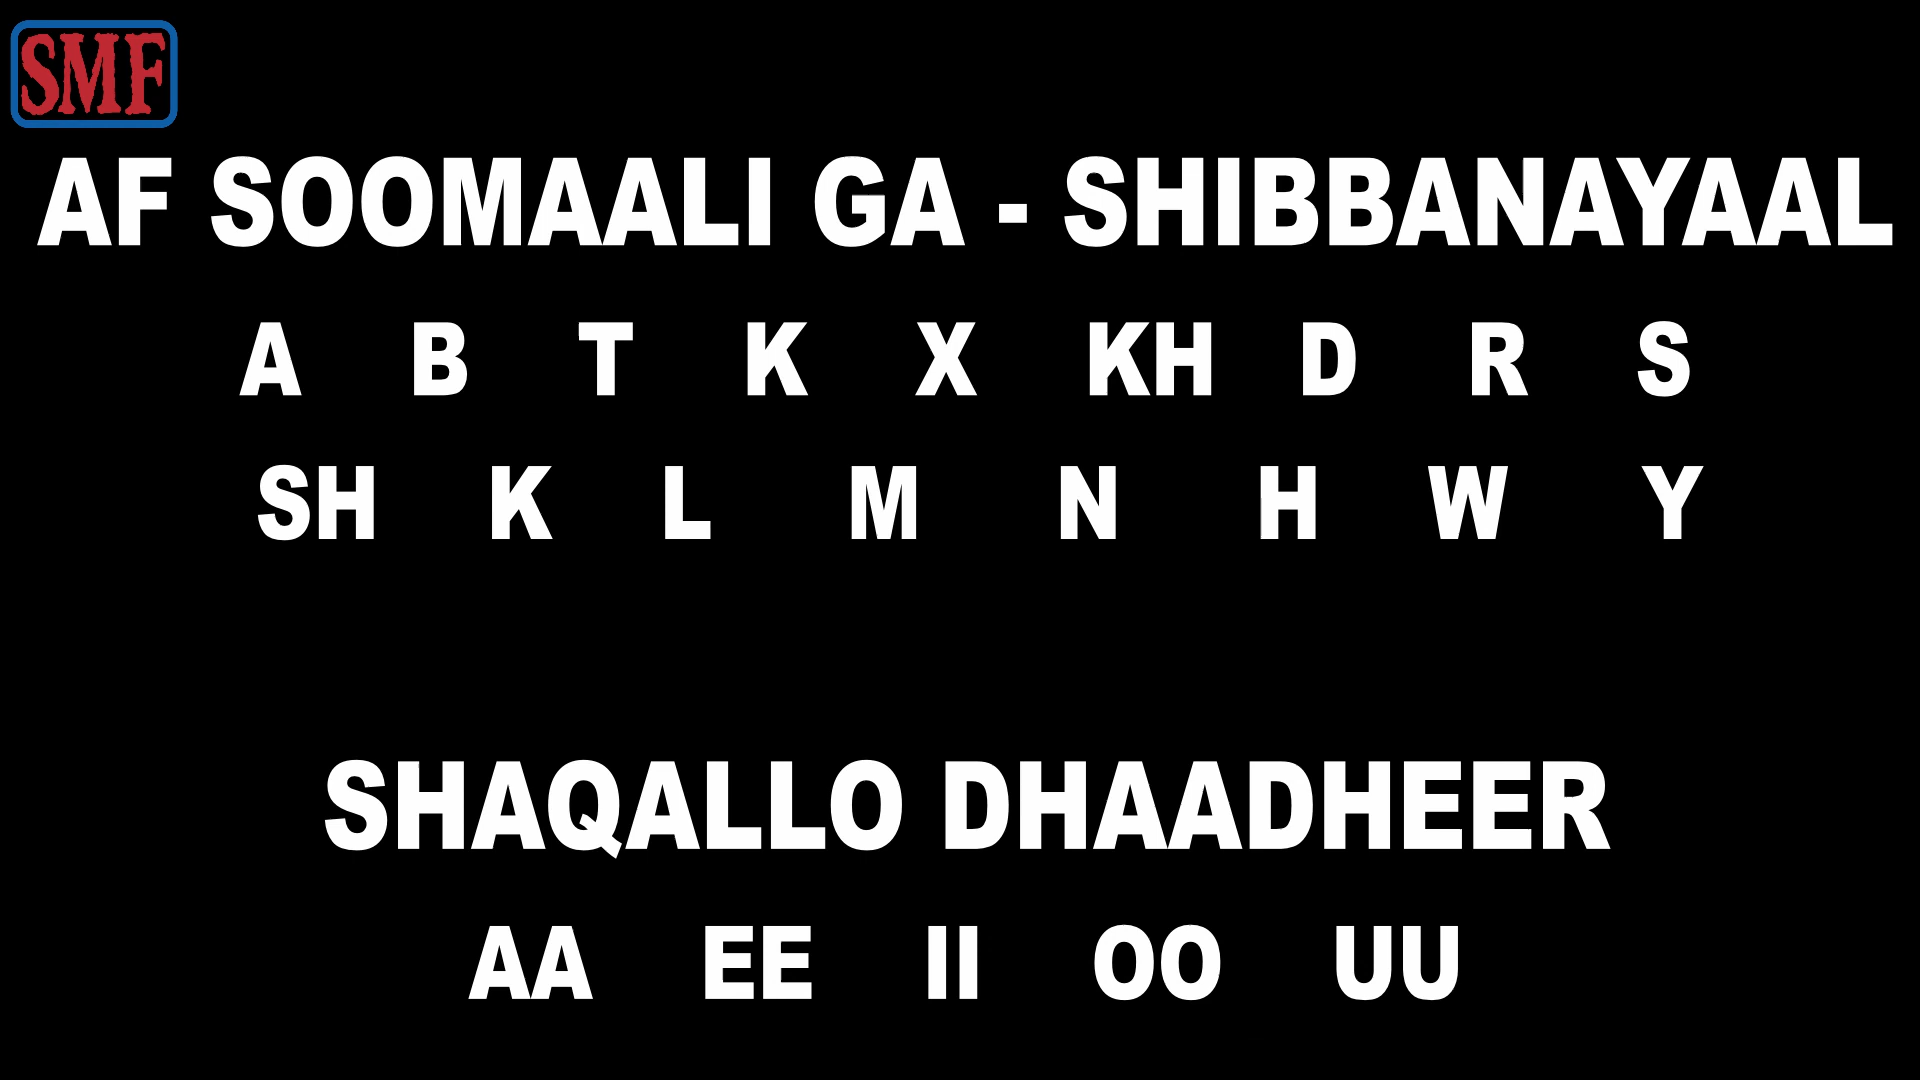 SMF
AF SOOMAALI GA - SHIBBANAYAAL
A B T K X KH D R S
SH K L M N H W Y
SHAQALLO DHAADHEER
AA EE II OO UU